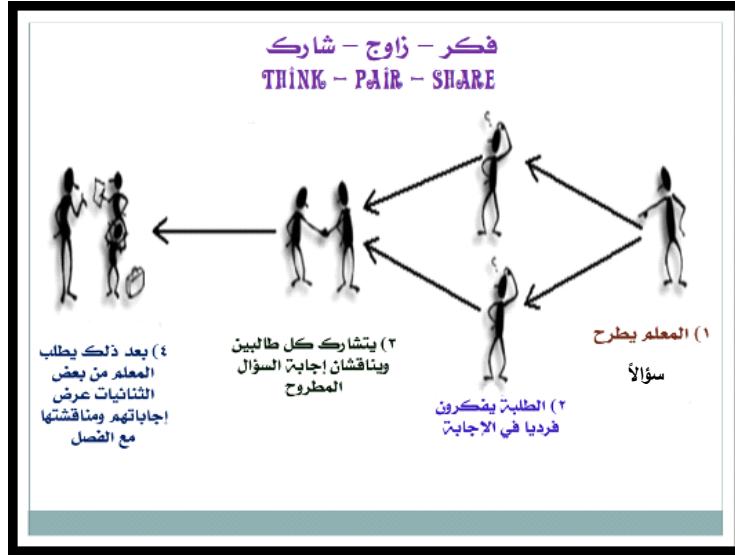 فكر – زاوج – شارك
THINK – PAIR – SHARE
؟
؟
١) المعلم يطرح
سؤالاً
٢) الطلبة يفكرون
فرديا في الإجابة
٣) يتشارك كل طالبين
ويناقشان إجابة السؤال
المطروح
٤) بعد ذلك يطلب
المعلم من بعض
الثنائيات عرض
إجاباتهم ومناقشتها
مع الفصل